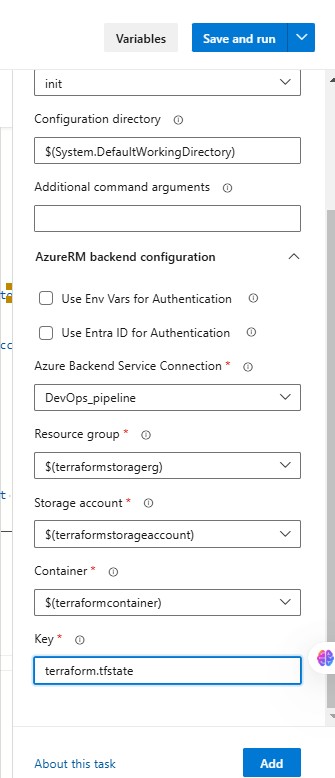 Variables
Save and run
init
Configuration directory
$(System.DefaultWorkingDirectory)
Additional command arguments
AzureRM backend configuration
Use Env Vars for Authentication
Use Entra ID for Authentication
Azure Backend Service Connection *
DevOps_pipeline
Resource group *
$(terraformstoragerg)
Storage account *
$(terraformstorageaccount)
Container *
$(terraformcontainer)
Key *
terraform.tfstate
About this task
Add